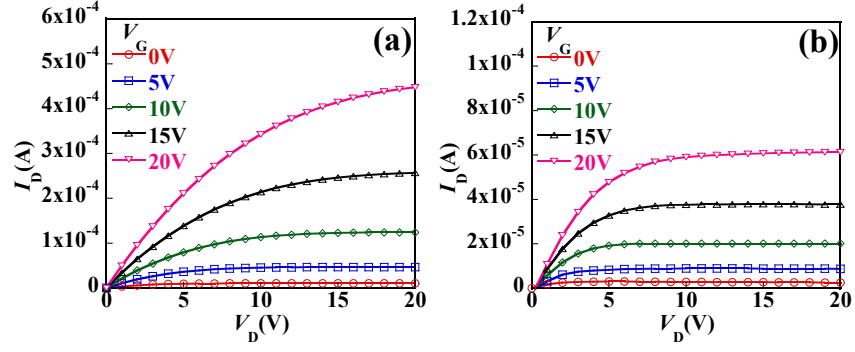 (a)
V_G
0V
5V
10V
15V
20V
6x10^-4
5x10^-4
4x10^-4
3x10^-4
2x10^-4
1x10^-4
0
I_D(A)
0 5 10 15 20
V_D(V)
(b)
V_G
0V
5V
10V
15V
20V
1.2x10^-4
1x10^-4
8x10^-5
6x10^-5
4x10^-5
2x10^-5
0
I_D(A)
0 5 10 15 20
V_D(V)